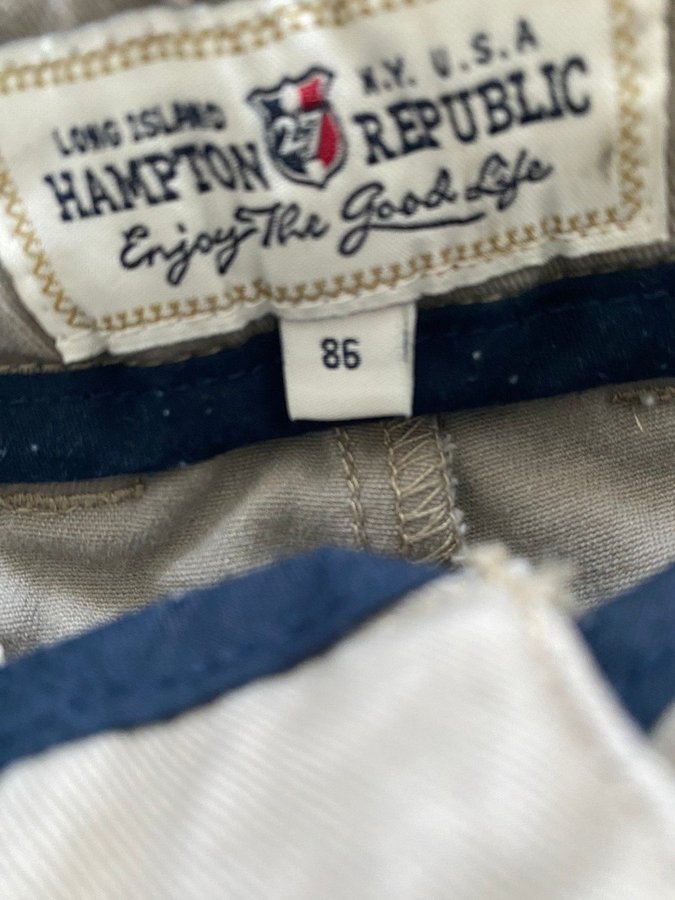 LONG ISLAND N.Y. U.S.A
HAMPTON 27 REPUBLIC
Enjoy The Good Life
86